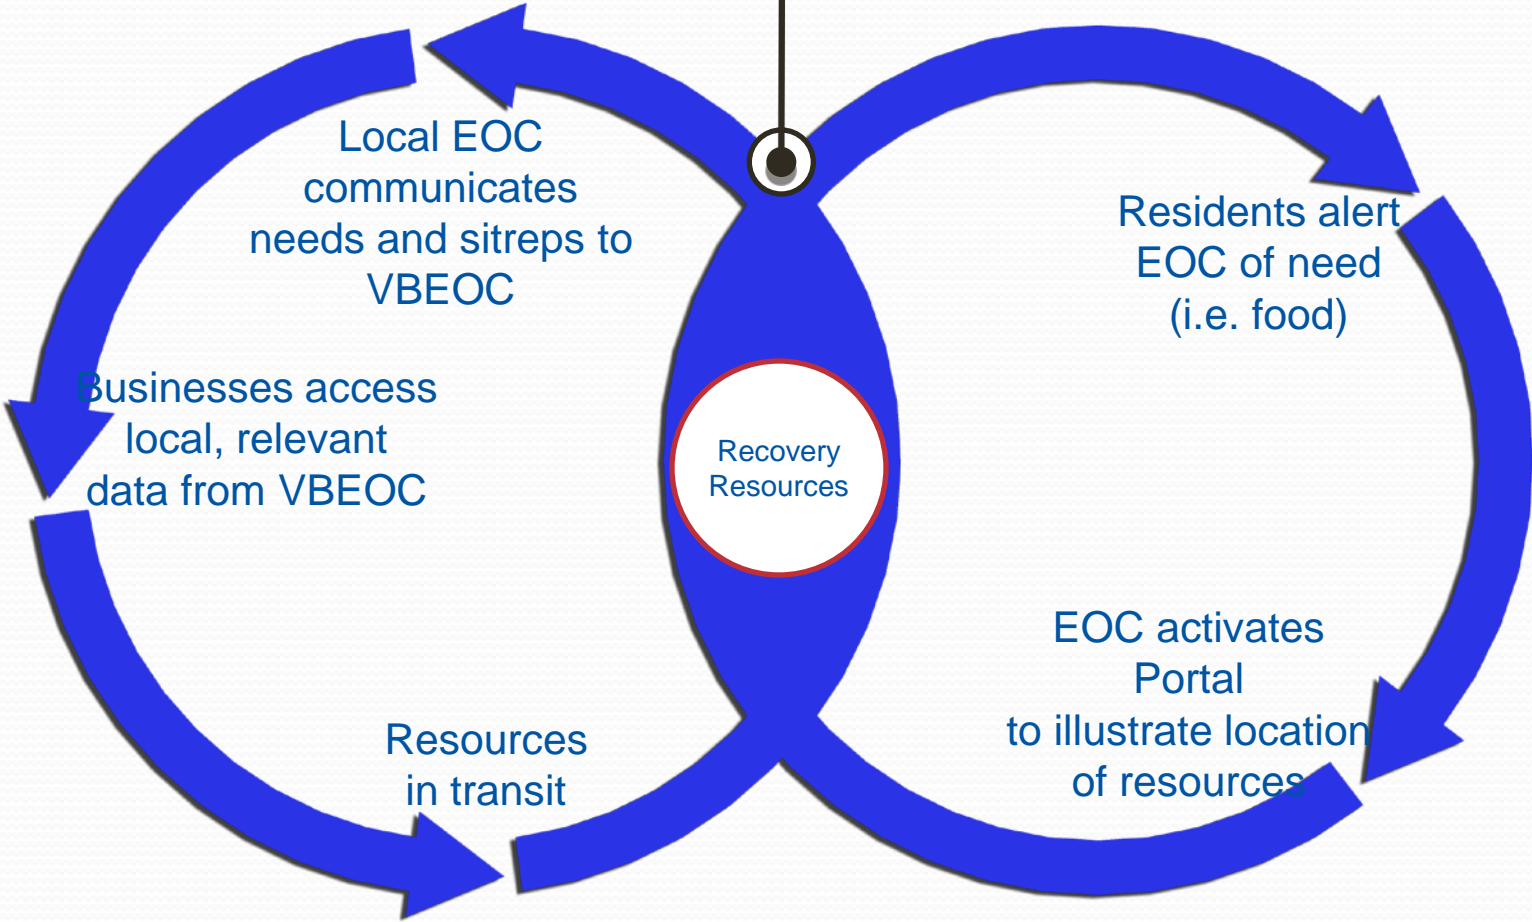 Local EOC
communicates
needs and sitreps to
VBEOC
Businesses access
local, relevant
data from VBEOC
Resources
in transit
Recovery
Resources
Residents alert
EOC of need
(i.e. food)
EOC activates
Portal
to illustrate location
of resources